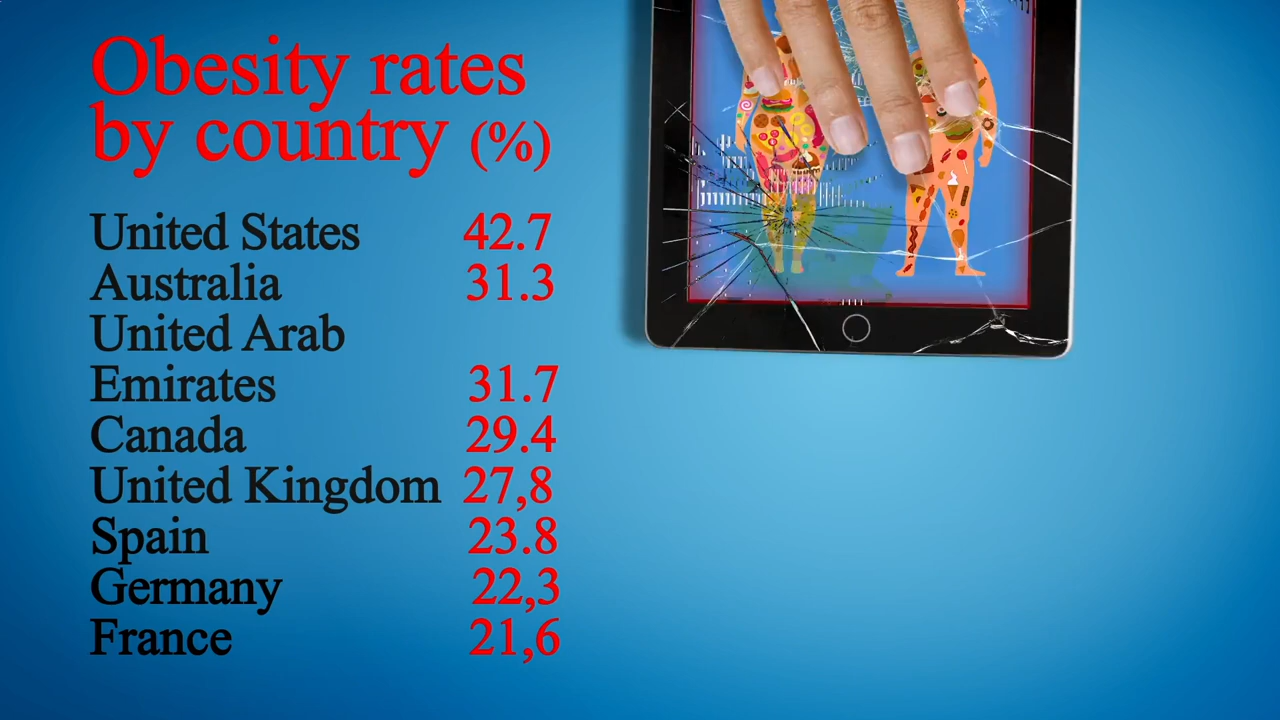 Obesity rates
by country (%)
United States 42.7
Australia 31.3
United Arab
Emirates 31.7
Canada 29.4
United Kingdom 27,8
Spain 23.8
Germany 22,3
France 21,6